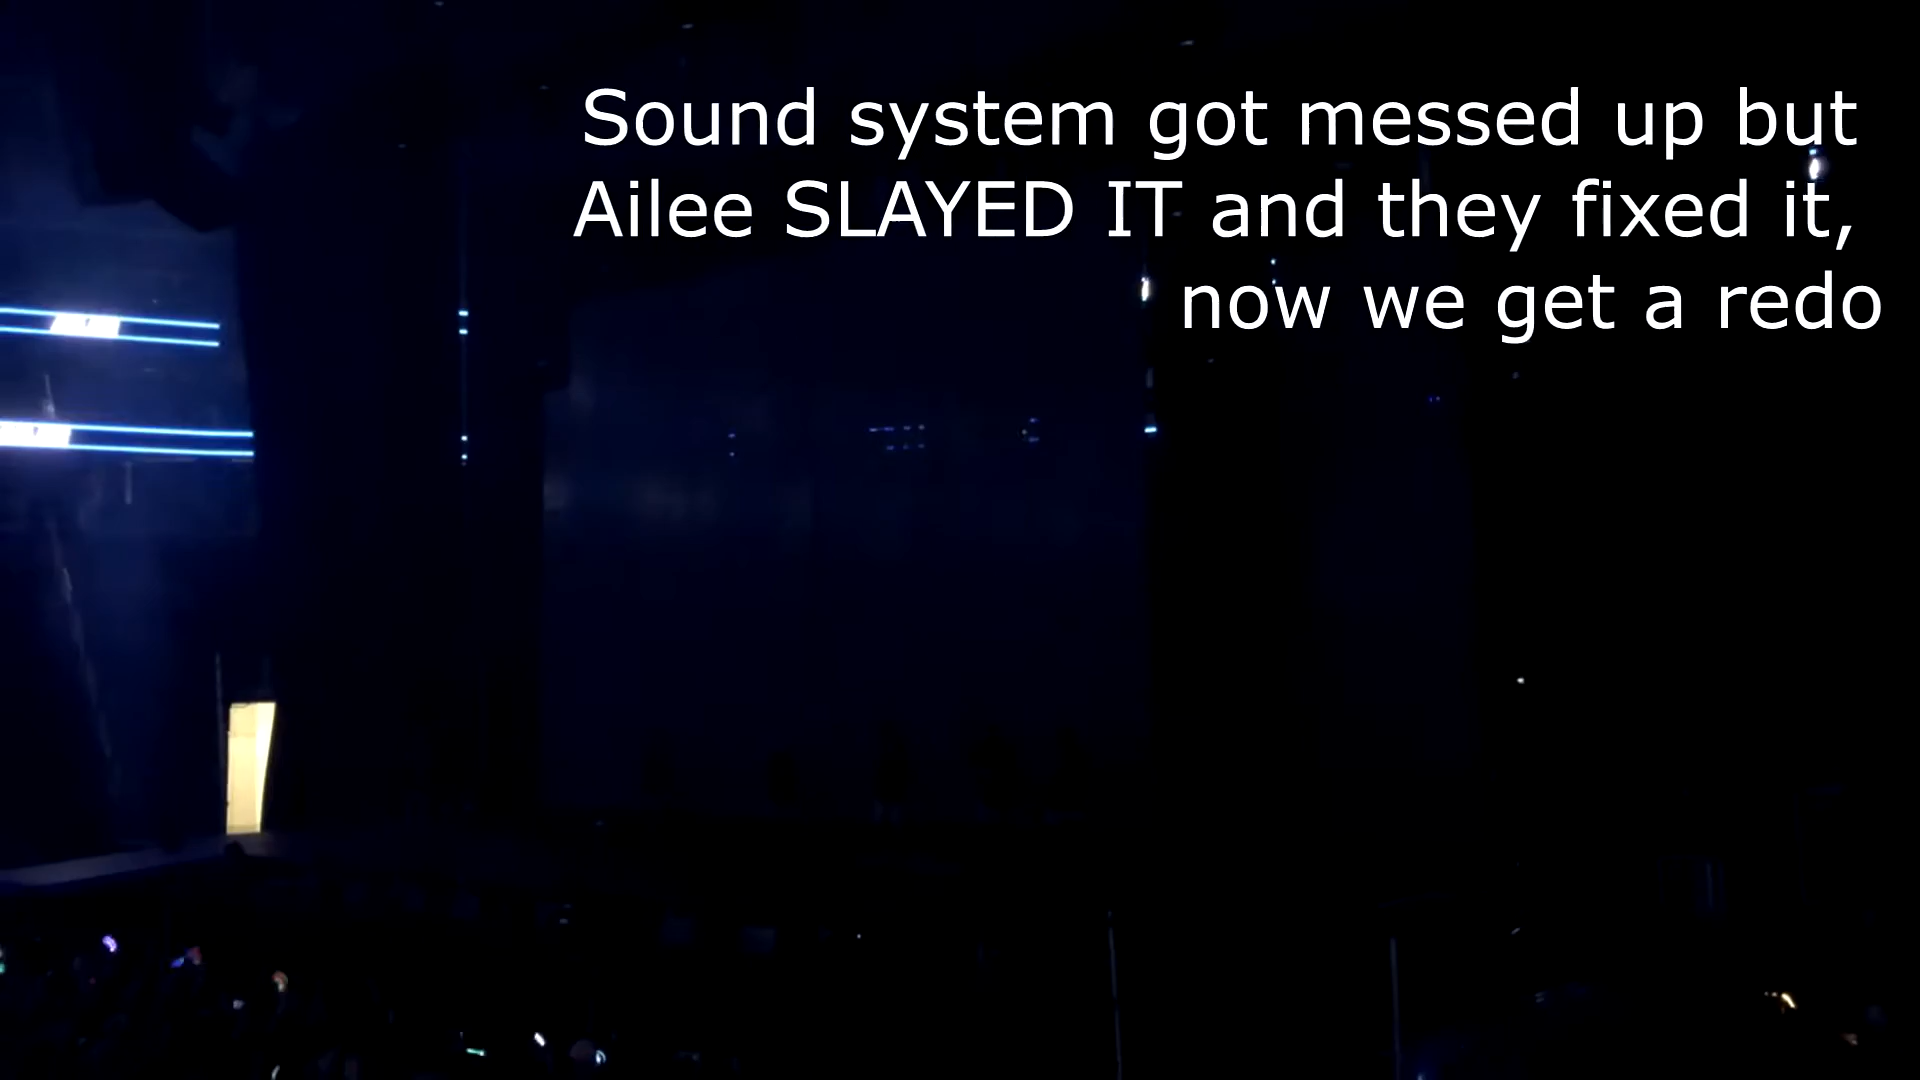 Sound system got messed up but
Ailee SLAYED IT and they fixed it,
now we get a redo